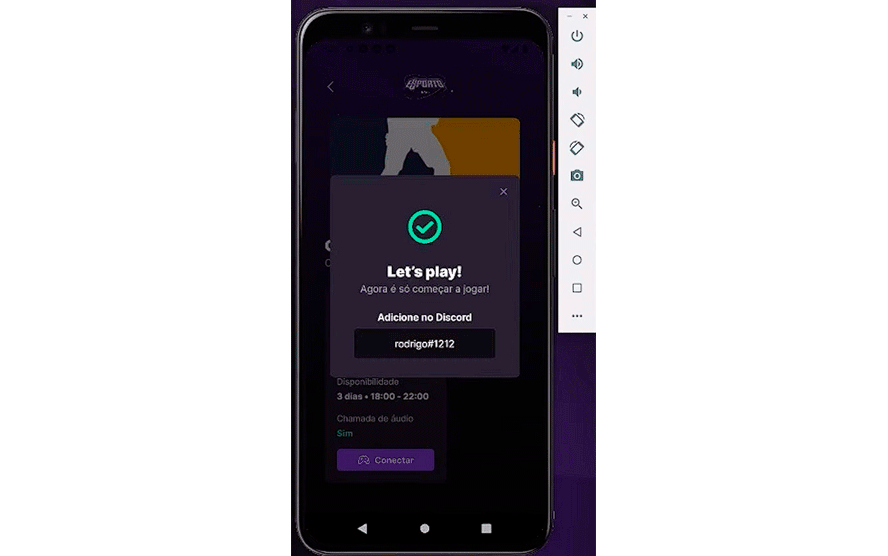 Let's play!
Agora é só começar a jogar!
Adicione no Discord
rodrigo#1212
Disponibilidade
3 dias • 18:00 - 22:00
Chamada de áudio
Sim
Conectar